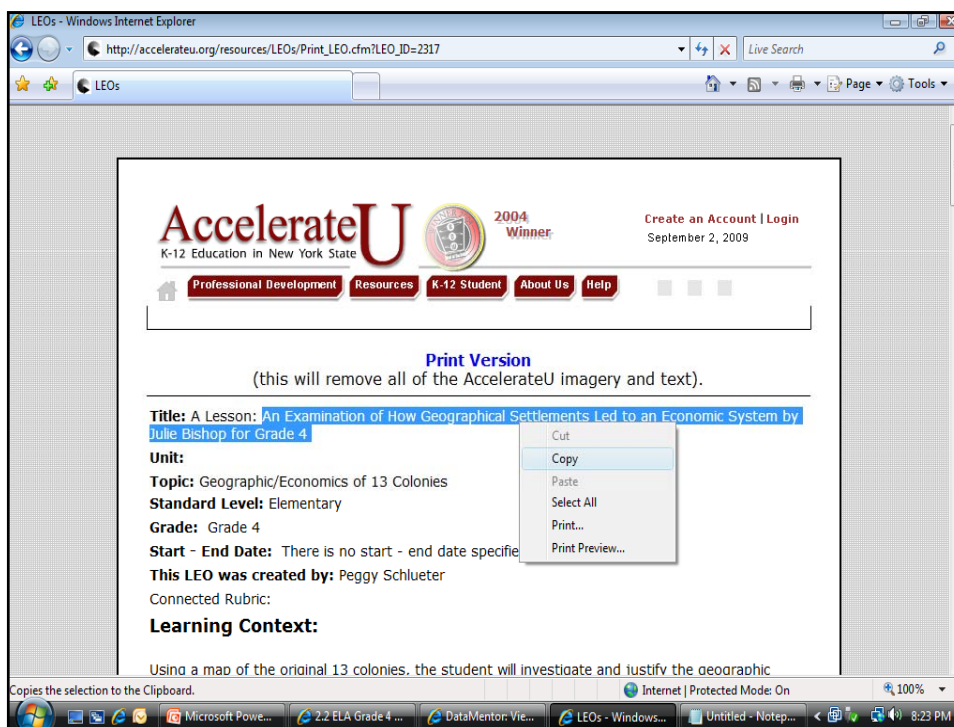 LEOs - Windows Internet Explorer
http://accelerateu.org/resources/LEOs/Print_LEO.cfm?LEO_ID=2317
Live Search
LEOs
Page
Tools
AccelerateU
K-12 Education in New York State
2004
Winner
Create an Account | Login
September 2, 2009
Professional Development
Resources
K-12 Student
About Us
Help
Print Version
(this will remove all of the AccelerateU imagery and text).
Title: A Lesson: An Examination of How Geographical Settlements Led to an Economic System by
Julie Bishop for Grade 4
Unit:
Topic: Geographic/Economics of 13 Colonies
Standard Level: Elementary
Grade: Grade 4
Start - End Date: There is no start - end date specifie
This LEO was created by: Peggy Schlueter
Connected Rubric:
Cut
Copy
Paste
Select All
Print...
Print Preview...
Learning Context:
Using a map of the original 13 colonies, the student will investigate and justify the geographic
Copies the selection to the Clipboard.
Internet | Protected Mode: On
100%
Microsoft Powe...
2.2 ELA Grade 4 ...
DataMentor: Vie...
LEOs - Windows...
Untitled - Notep...
8:23 PM